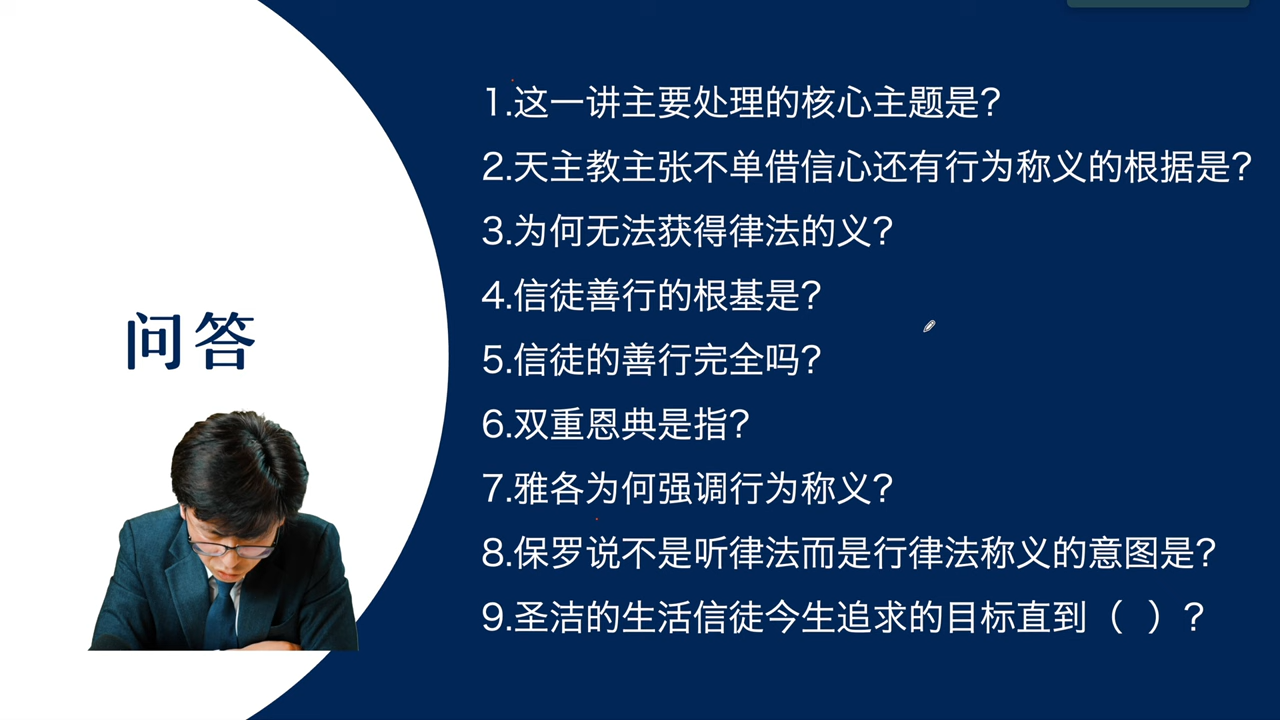 问答
1.这一讲主要处理的核心主题是?
2.天主教主张不单借信心还有行为称义的根据是?
3.为何无法获得律法的义?
4.信徒善行的根基是?
5.信徒的善行完全吗?
6.双重恩典是指?
7.雅各为何强调行为称义?
8.保罗说不是听律法而是行律法称义的意图是?
9.圣洁的生活信徒今生追求的目标直到（ ）?